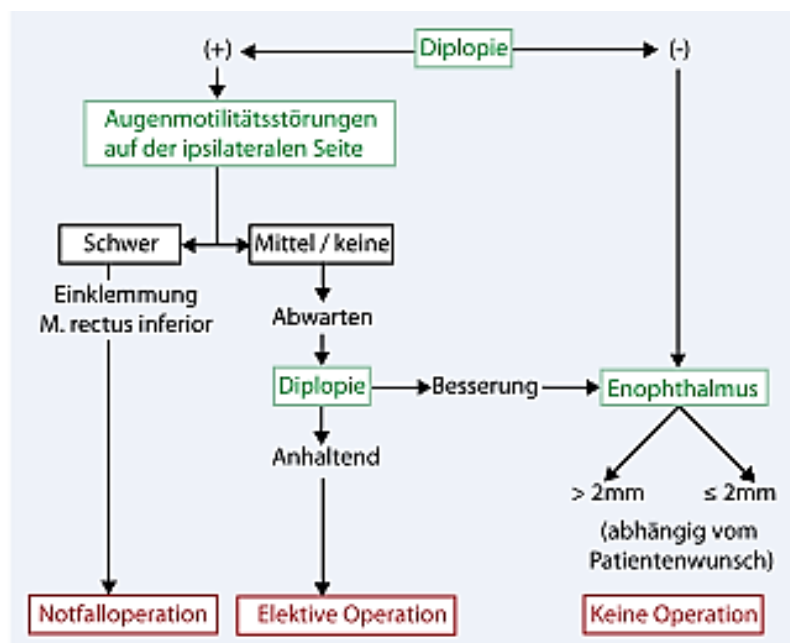 (+)
Diplopie
(-)
Augenmotilitätsstörungen
auf der ipsilateralen Seite
Schwer
Mittel / keine
Einklemmung
M. rectus inferior
Abwarten
Diplopie
Besserung
Enophthalmus
Anhaltend
> 2mm
≤ 2mm
(abhängig vom
Patientenwunsch)
Notfalloperation
Elektive Operation
Keine Operation